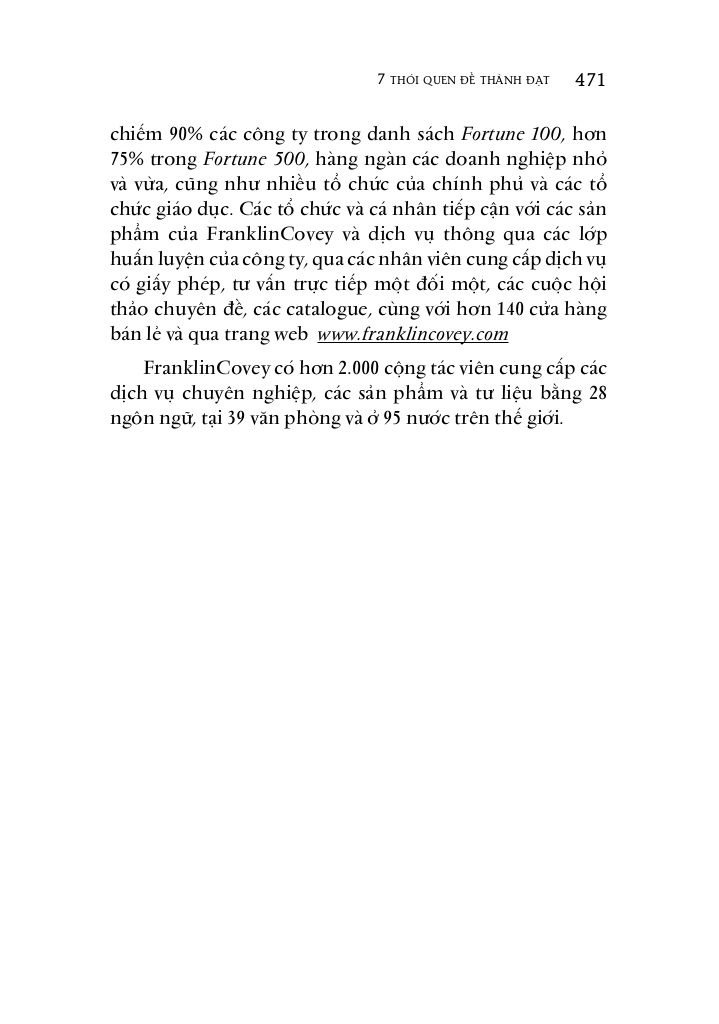 7 THÓI QUEN ĐỂ THÀNH ĐẠT 471
chiếm 90% các công ty trong danh sách Fortune 100, hơn
75% trong Fortune 500, hàng ngàn các doanh nghiệp nhỏ
và vừa, cũng như nhiều tổ chức của chính phủ và các tổ
chức giáo dục. Các tổ chức và cá nhân tiếp cận với các sản
phẩm của FranklinCovey và dịch vụ thông qua các lớp
huấn luyện của công ty, qua các nhân viên cung cấp dịch vụ
có giấy phép, tư vấn trực tiếp một đối một, các cuộc hội
thảo chuyên đề, các catalogue, cùng với hơn 140 cửa hàng
bán lẻ và qua trang web www.franklincovey.com
FranklinCovey có hơn 2.000 cộng tác viên cung cấp các
dịch vụ chuyên nghiệp, các sản phẩm và tư liệu bằng 28
ngôn ngữ, tại 39 văn phòng và ở 95 nước trên thế giới.